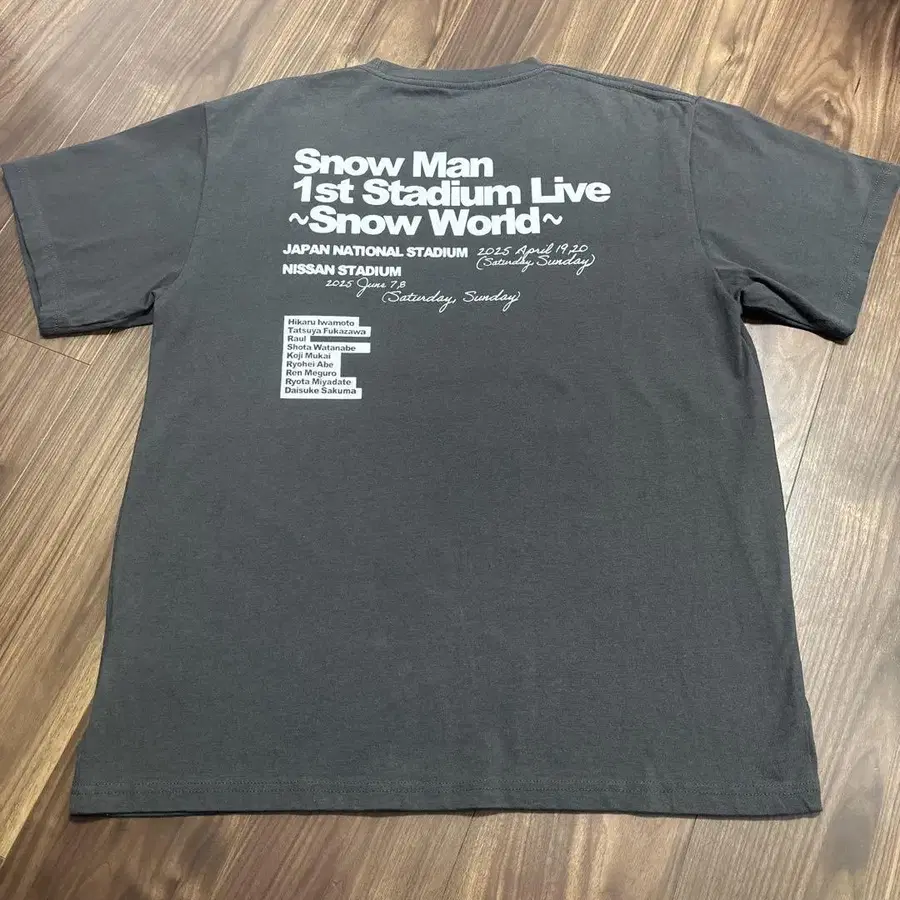 Snow Man
1st Stadium Live
~Snow World~
JAPAN NATIONAL STADIUM 2025 April 19,20
(Saturday, Sunday)
NISSAN STADIUM
2025 June 7,8
(Saturday, Sunday)
Hikaru Iwamoto
Tatsuya Fukazawa
Raul
Shota Watanabe
Koji Mukai
Ryohei Abe
Ren Meguro
Ryota Miyadate
Daisuke Sakuma